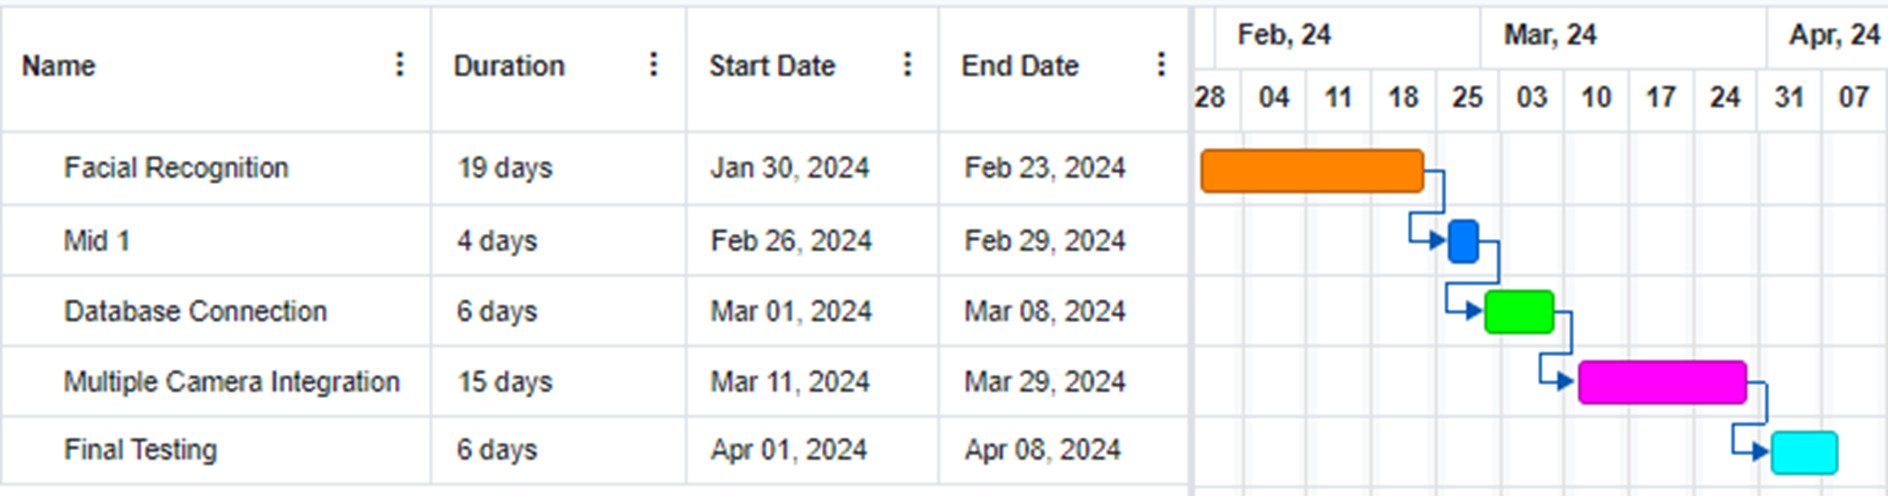 Name Duration Start Date End Date Feb, 24 Mar, 24 Apr, 24
28 04 11 18 25 03 10 17 24 31 07
Facial Recognition 19 days Jan 30, 2024 Feb 23, 2024
Mid 1 4 days Feb 26, 2024 Feb 29, 2024
Database Connection 6 days Mar 01, 2024 Mar 08, 2024
Multiple Camera Integration 15 days Mar 11, 2024 Mar 29, 2024
Final Testing 6 days Apr 01, 2024 Apr 08, 2024